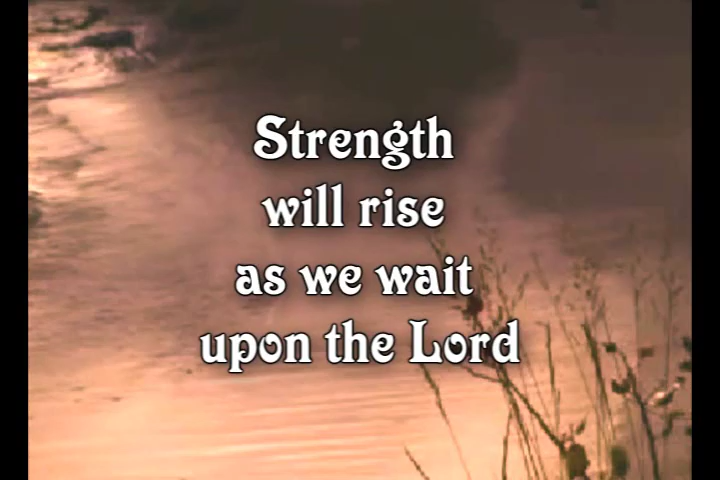 Strength
will rise
as we wait
upon the Lord